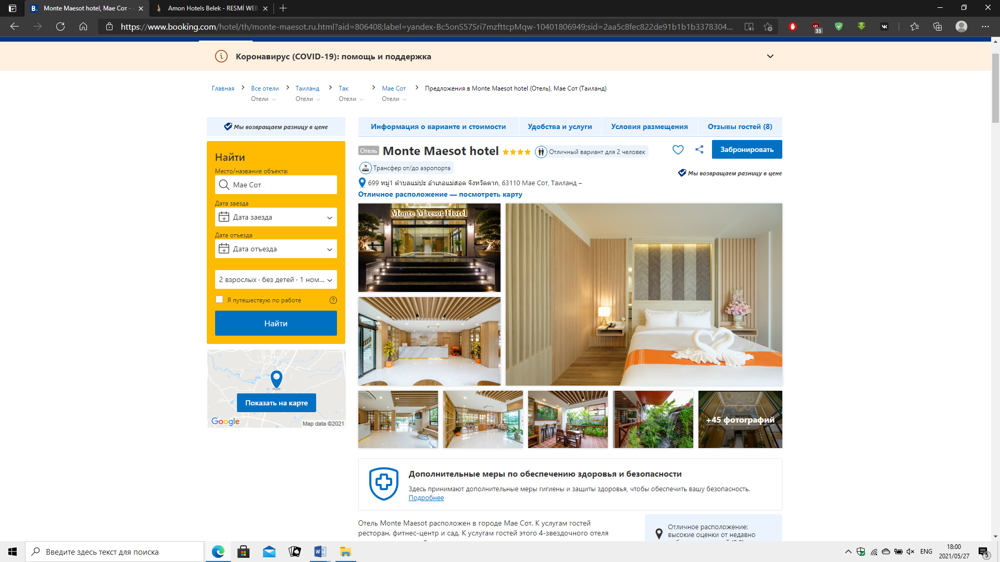 Monte Maesot hotel, Мае Сот -
Amon Hotels Belek - RESMİ WEB
https://www.booking.com/hotel/th/monte-maesot.ru.html?aid=806408;label=yandex-Bc5onS57Sri7mzfttcpMqw-10401806949;sid=2aa5c8fec822de91b1b1b3378304...
33
Коронавирус (COVID-19): помощь и поддержка
Главная
Все отели
Таиланд
Так
Мае Сот
Предложения в Monte Maesot hotel (Отель), Мае Сот (Таиланд)
Отели
Отели
Отели
Отели
Мы возвращаем разницу в цене
Информация о варианте и стоимости
Удобства и услуги
Условия размещения
Отзывы гостей (8)
Найти
Место/название объекта:
Мае Сот
Дата заезда
Дата заезда
Дата отъезда
Дата отъезда
2 взрослых · без детей · 1 ном...
Я путешествую по работе
Найти
Отель
Monte Maesot hotel
Отличный вариант для 2 человек
Забронировать
Трансфер от/до аэропорта
Мы возвращаем разницу в цене
699 หมู่1 ตำบลแม่ปะ อำเภอแม่สอด จังหวัดตาก, 63110 Мае Сот, Таиланд –
Отличное расположение — посмотреть карту
Monte Maesot Hotel
Показать на карте
Google
Map data ©2021
+45 фотографий
Дополнительные меры по обеспечению здоровья и безопасности
Здесь принимают дополнительные меры гигиены и защиты здоровья, чтобы обеспечить вашу безопасность.
Подробнее
Отель Monte Maesot расположен в городе Мае Сот. К услугам гостей
ресторан, фитнес-центр и сад. К услугам гостей этого 4-звездочного отеля
Отличное расположение:
высокие оценки от недавно
Введите здесь текст для поиска
ENG
18:00
2021/05/27
5